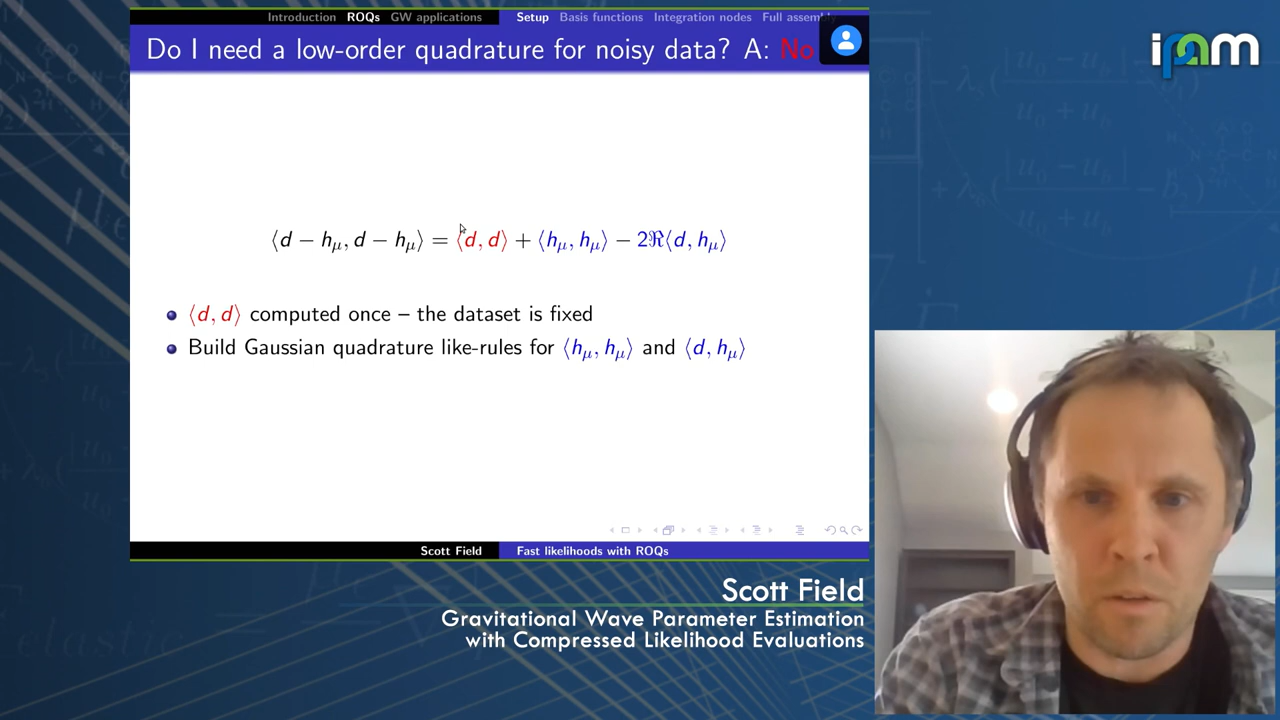 Introduction ROQs GW applications Setup Basis functions Integration nodes Full assembly
Do I need a low-order quadrature for noisy data? A: No
ipam
⟨d − hμ, d − hμ⟩ = ⟨d, d⟩ + ⟨hμ, hμ⟩ − 2ℜ⟨d, hμ⟩
⟨d, d⟩ computed once – the dataset is fixed
Build Gaussian quadrature like-rules for ⟨hμ, hμ⟩ and ⟨d, hμ⟩
Scott Field Fast likelihoods with ROQs
Scott Field
Gravitational Wave Parameter Estimation
with Compressed Likelihood Evaluations